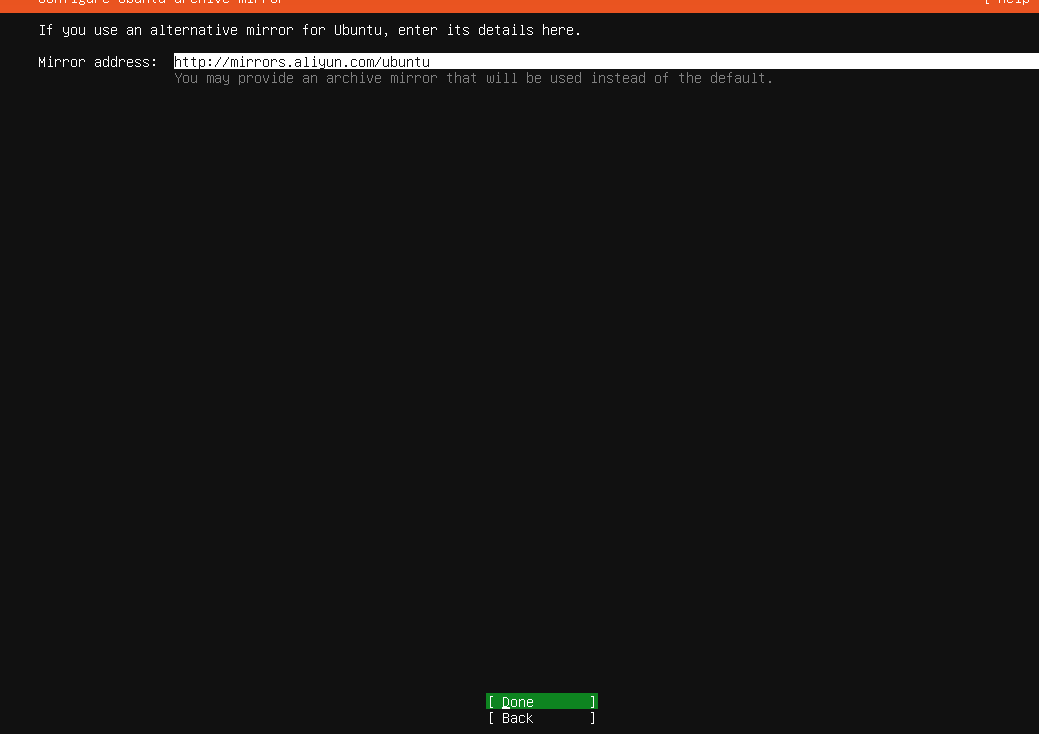 Configure Ubuntu archive mirror [ Help
If you use an alternative mirror for Ubuntu, enter its details here.
Mirror address: http://mirrors.aliyun.com/ubuntu
You may provide an archive mirror that will be used instead of the default.
[ Done ]
[ Back ]